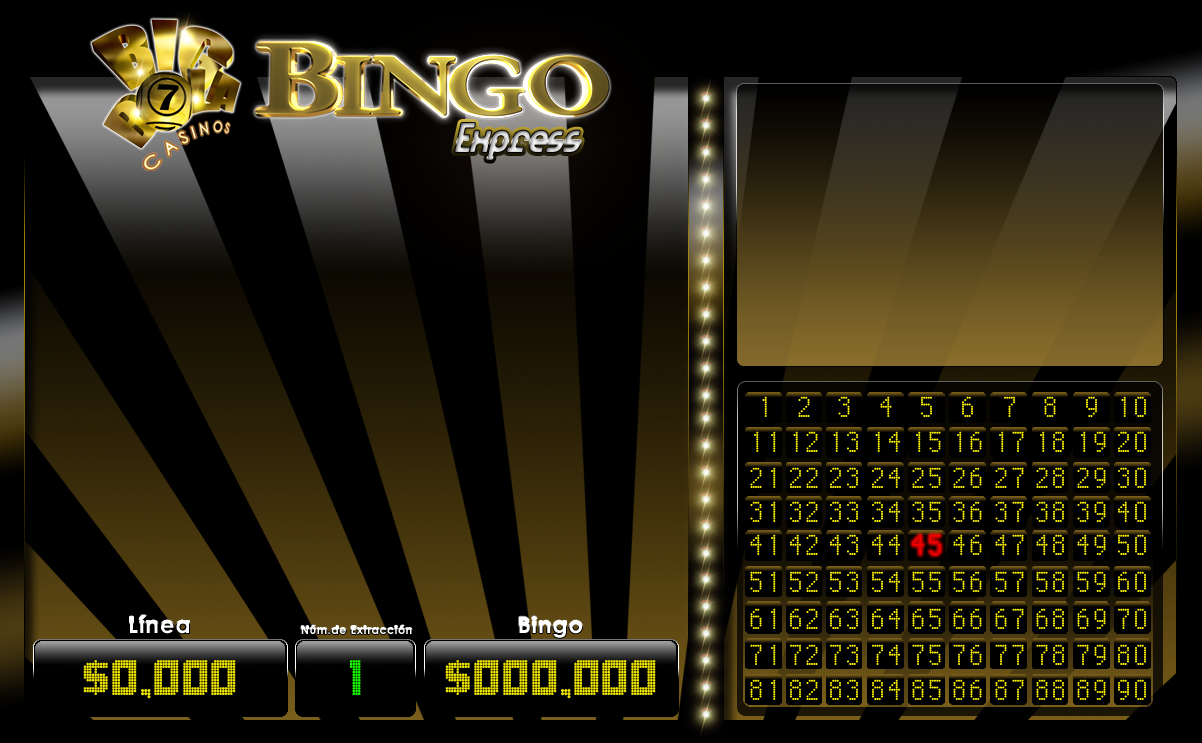 BIG
BOLA
7
CASINOS
BINGO
Express
Línea
Núm.de Extracción
Bingo
$0,000
1
$000,000
1 2 3 4 5 6 7 8 9 10
11 12 13 14 15 16 17 18 19 20
21 22 23 24 25 26 27 28 29 30
31 32 33 34 35 36 37 38 39 40
41 42 43 44 45 46 47 48 49 50
51 52 53 54 55 56 57 58 59 60
61 62 63 64 65 66 67 68 69 70
71 72 73 74 75 76 77 78 79 80
81 82 83 84 85 86 87 88 89 90